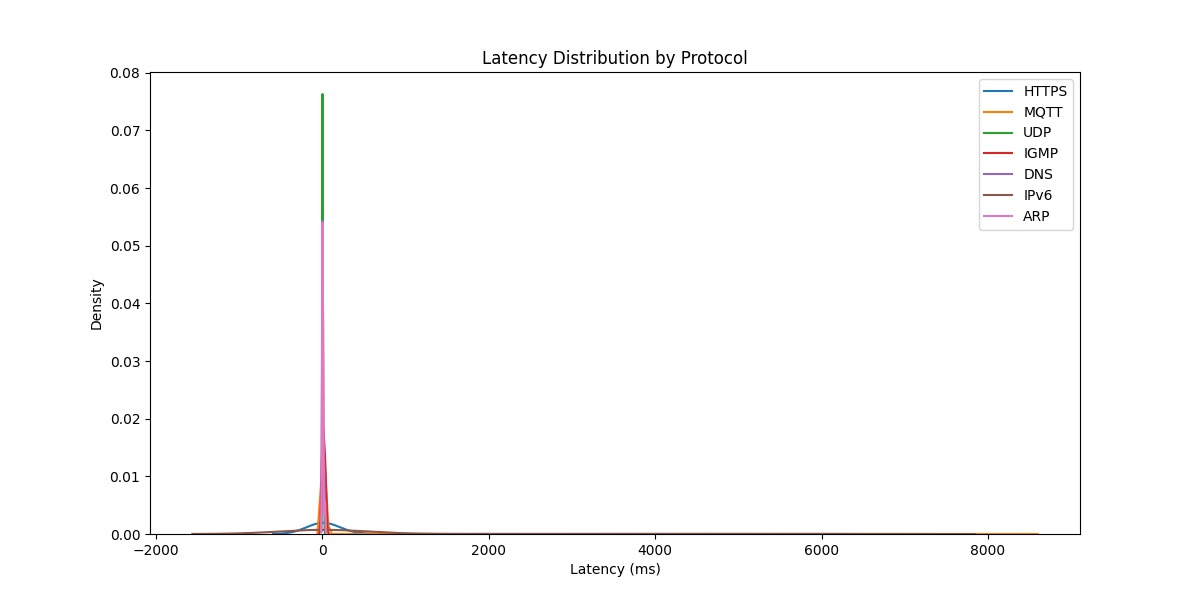 Latency Distribution by Protocol
0.08
0.07
0.06
0.05
0.04
0.03
0.02
0.01
0.00
Density
−2000
0
2000
4000
6000
8000
Latency (ms)
HTTPS
MQTT
UDP
IGMP
DNS
IPv6
ARP